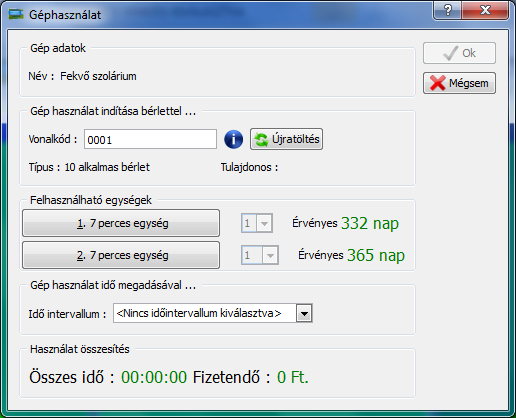 Géphasználat
Gép adatok
Név : Fekvő szolárium
Ok
Mégsem
Gép használat indítása bérlettel ...
Vonalkód : 0001 Újratöltés
Típus : 10 alkalmas bérlet Tulajdonos :
Felhasználható egységek
1. 7 perces egység 1 Érvényes 332 nap
2. 7 perces egység 1 Érvényes 365 nap
Gép használat idő megadásával ...
Idő intervallum : <Nincs időintervallum kiválasztva>
Használat összesítés
Összes idő : 00:00:00 Fizetendő : 0 Ft.